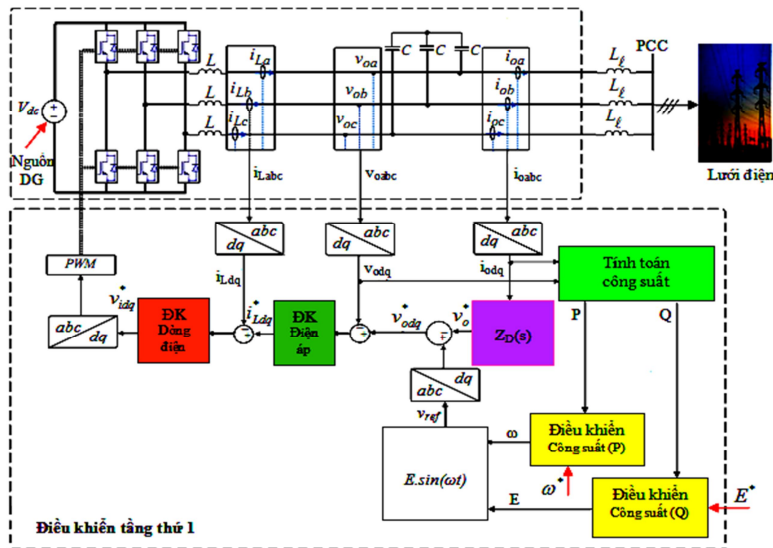 C
C
C
PCC
L
i_La
v_oa
i_oa
L_ℓ
V_dc
L
i_Lb
v_ob
i_ob
L_ℓ
L
i_Lc
v_oc
i_oc
L_ℓ
Nguồn
DG
Lưới điện
i_Labc
v_oabc
i_oabc
abc
dq
abc
dq
abc
dq
i_Ldq
v_odq
i_odq
Tính toán
công suất
PWM
v*_idq
i*_Ldq
v*_odq
v*_o
P
Q
abc
dq
ĐK
Dòng
điện
ĐK
Điện
áp
Z_D(s)
dq
abc
v_ref
E.sin(ωt)
ω
Điều khiển
Công suất (P)
ω*
E
Điều khiển
Công suất (Q)
E*
Điều khiển tầng thứ 1